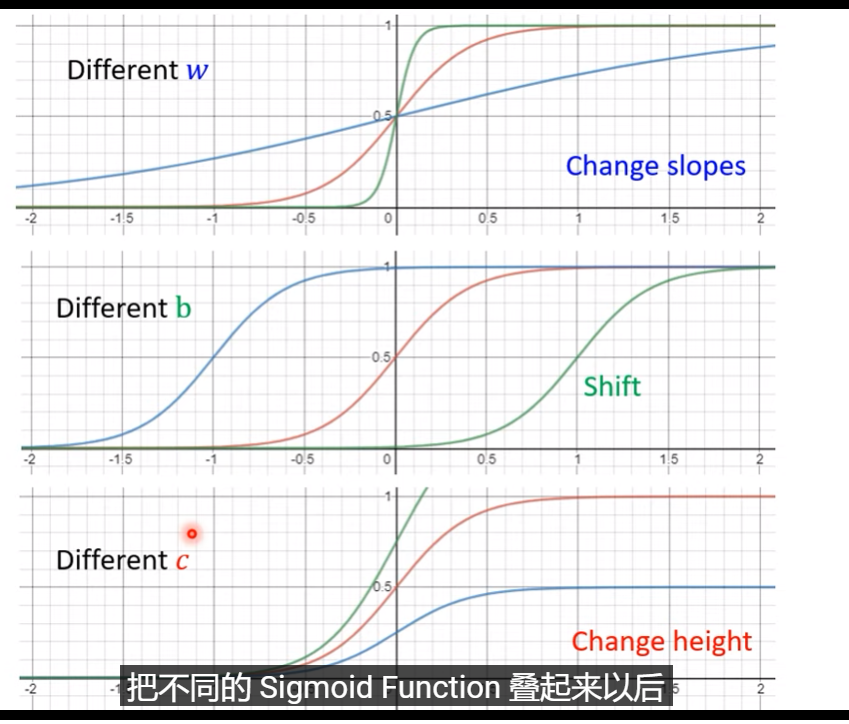 1
Different w
0.5
Change slopes
-2 -1.5 -1 -0.5 0 0.5 1 1.5 2
1
Different b
0.5
Shift
-2 -1.5 -1 -0.5 0 0.5 1 1.5 2
1
Different c
0.5
Change height
把不同的 Sigmoid Function 叠起来以后
-2 -1 5 2